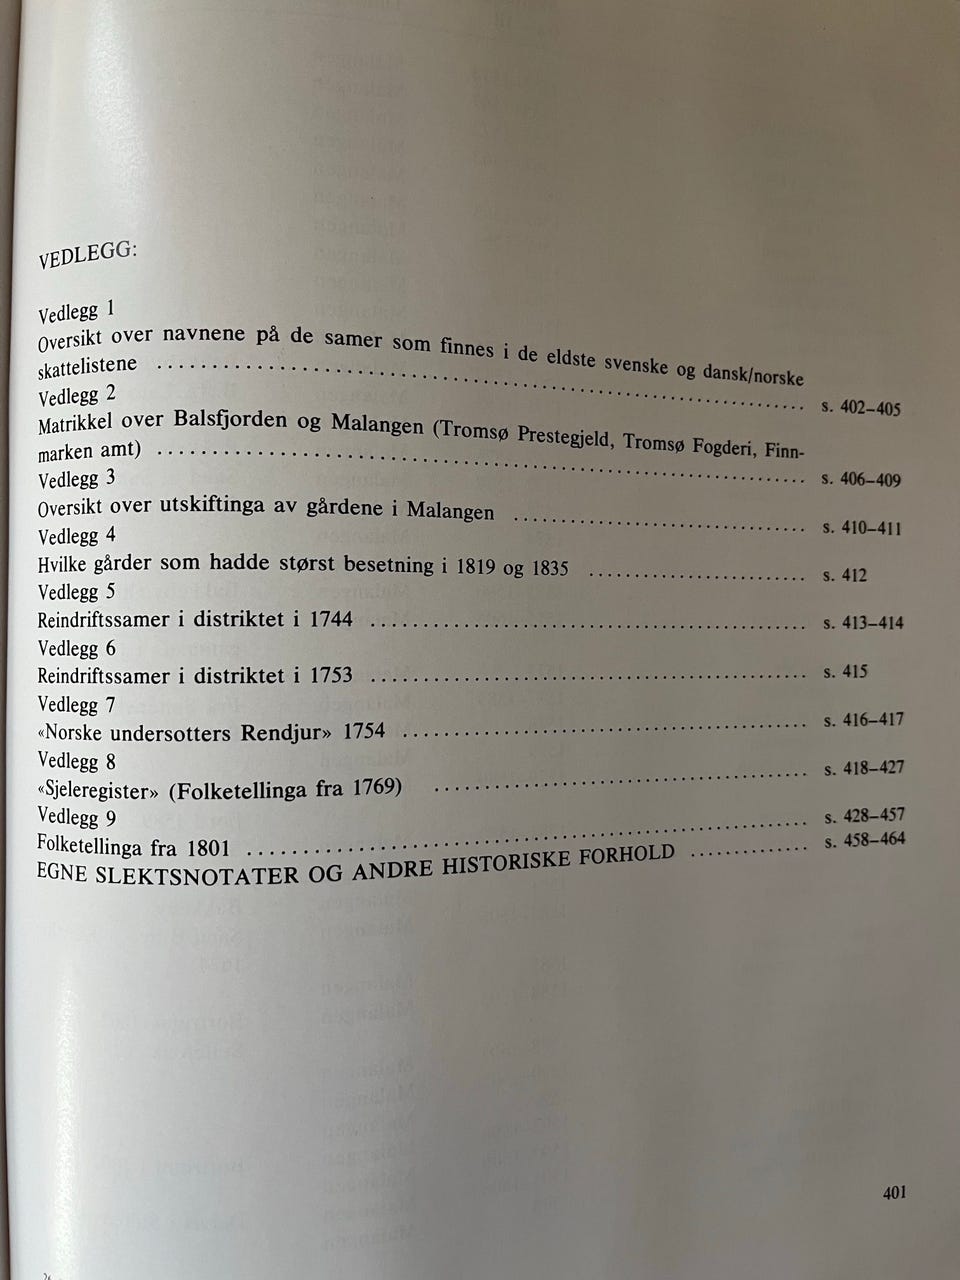 VEDLEGG:
Vedlegg 1
Oversikt over navnene på de samer som finnes i de eldste svenske og dansk/norske
skattelistene ........................................................ s. 402–405
Vedlegg 2
Matrikkel over Balsfjorden og Malangen (Tromsø Prestegjeld, Tromsø Fogderi, Finn-
marken amt) ........................................................ s. 406–409
Vedlegg 3
Oversikt over utskiftinga av gårdene i Malangen ............................ s. 410–411
Vedlegg 4
Hvilke gårder som hadde størst besetning i 1819 og 1835 ..................... s. 412
Vedlegg 5
Reindriftssamer i distriktet i 1744 .......................................... s. 413–414
Vedlegg 6
Reindriftssamer i distriktet i 1753 .......................................... s. 415
Vedlegg 7
«Norske undersotters Rendjur» 1754 ....................................... s. 416–417
Vedlegg 8
«Sjeleregister» (Folketellinga fra 1769) .................................... s. 418–427
Vedlegg 9
Folketellinga fra 1801 ..................................................... s. 428–457
EGNE SLEKTSNOTATER OG ANDRE HISTORISKE FORHOLD ............. s. 458–464
401